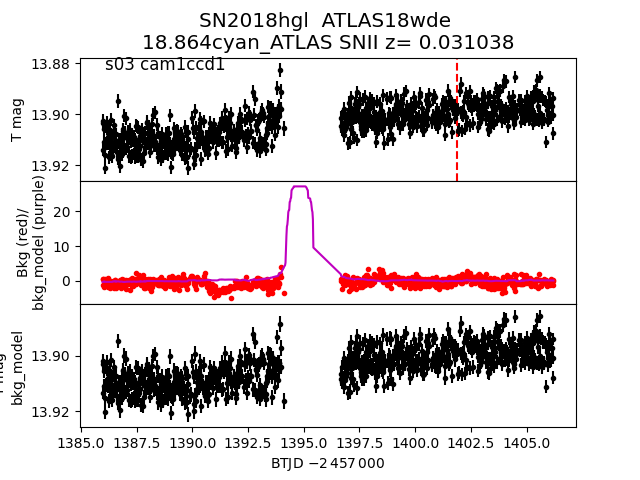 SN2018hgl ATLAS18wde
18.864cyan_ATLAS SNII z= 0.031038
s03 cam1ccd1
T mag
13.88
13.90
13.92
Bkg (red)/
bkg_model (purple)
20
10
0
bkg_model
13.90
13.92
1385.0 1387.5 1390.0 1392.5 1395.0 1397.5 1400.0 1402.5 1405.0
BTJD −2 457 000